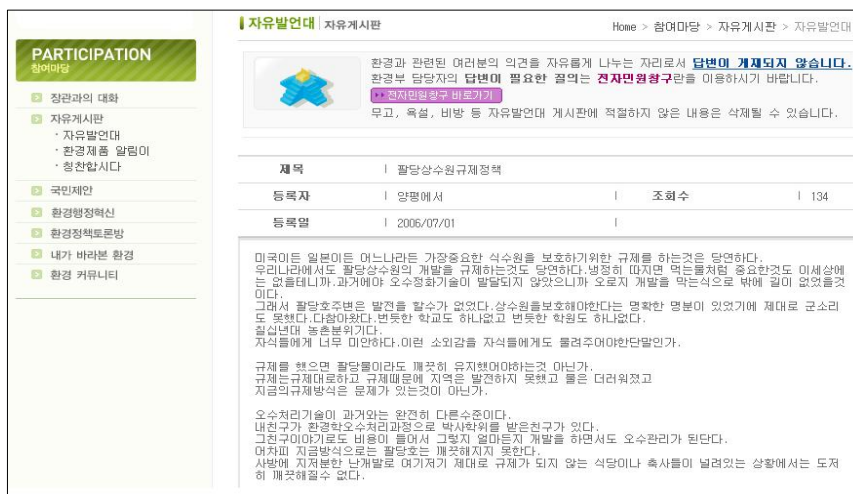 자유발언대 | 자유게시판
Home > 참여마당 > 자유게시판 > 자유발언대
PARTICIPATION
참여마당
장관과의 대화
자유게시판
· 자유발언대
· 환경제품 알림이
· 칭찬합시다
국민제안
환경행정혁신
환경정책토론방
내가 바라본 환경
환경 커뮤니티
환경과 관련된 여러분의 의견을 자유롭게 나누는 자리로서 답변이 게재되지 않습니다.
환경부 담당자의 답변이 필요한 질의는 전자민원창구란을 이용하시기 바랍니다.
전자민원창구 바로가기
무고, 욕설, 비방 등 자유발언대 게시판에 적절하지 않은 내용은 삭제될 수 있습니다.
제목 | 팔당상수원규제정책
등록자 | 양평에서 | 조회수 | 134
등록일 | 2006/07/01 |
미국이든 일본이든 어느나라든 가장중요한 식수원을 보호하기위한 규제를 하는것은 당연하다.
우리나라에서도 팔당상수원의 개발을 규제하는것도 당연하다.냉정히 따지면 먹는물처럼 중요한것도 이세상에
는 없을테니까.과거에야 오수정화기술이 발달되지 않았으니까 오로지 개발을 막는식으로 밖에 길이 없었을것
이다.
그래서 팔당호주변은 발전을 할수가 없었다.상수원을보호해야한다는 명확한 명분이 있었기에 제대로 군소리
도 못했다.다참아왔다.번듯한 학교도 하나없고 번듯한 학원도 하나없다.
칠십년대 농촌분위기다.
자식들에게 너무 미안하다.이런 소외감을 자식들에게도 물려주어야한단말인가.
규제를 했으면 팔당물이라도 깨끗히 유지했어야하는것 아닌가.
규제는규제대로하고 규제때문에 지역은 발전하지 못했고 물은 더러워졌고
지금의규제방식은 문제가 있는것이 아닌가.
오수처리기술이 과거와는 완전히 다른수준이다.
내친구가 환경학오수처리과정으로 박사학위를 받은친구가 있다.
그친구이야기로도 비용이 들어서 그렇지 얼마든지 개발을 하면서도 오수관리가 된단다.
어차피 지금방식으로는 팔당호는 깨끗해지지 못한다.
사방에 지저분한 난개발로 여기저기 제대로 규제가 되지 않는 식당이나 축사들이 널려있는 상황에서는 도저
히 깨끗해질수 없다.